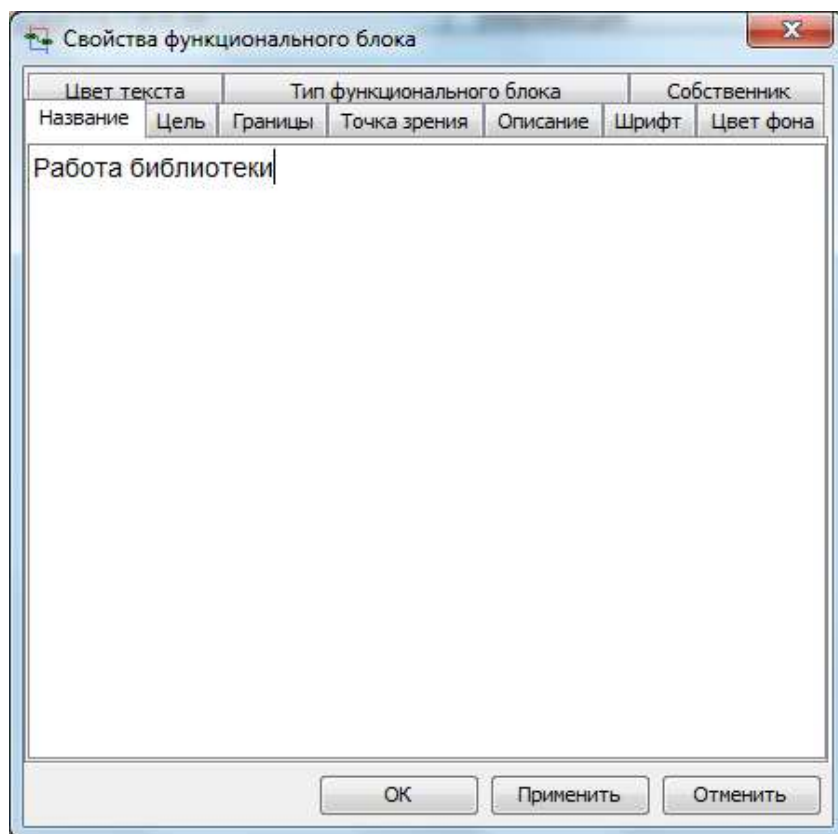 Свойства функционального блока
Цвет текста Тип функционального блока Собственник
Название Цель Границы Точка зрения Описание Шрифт Цвет фона
Работа библиотеки
ОК Применить Отменить